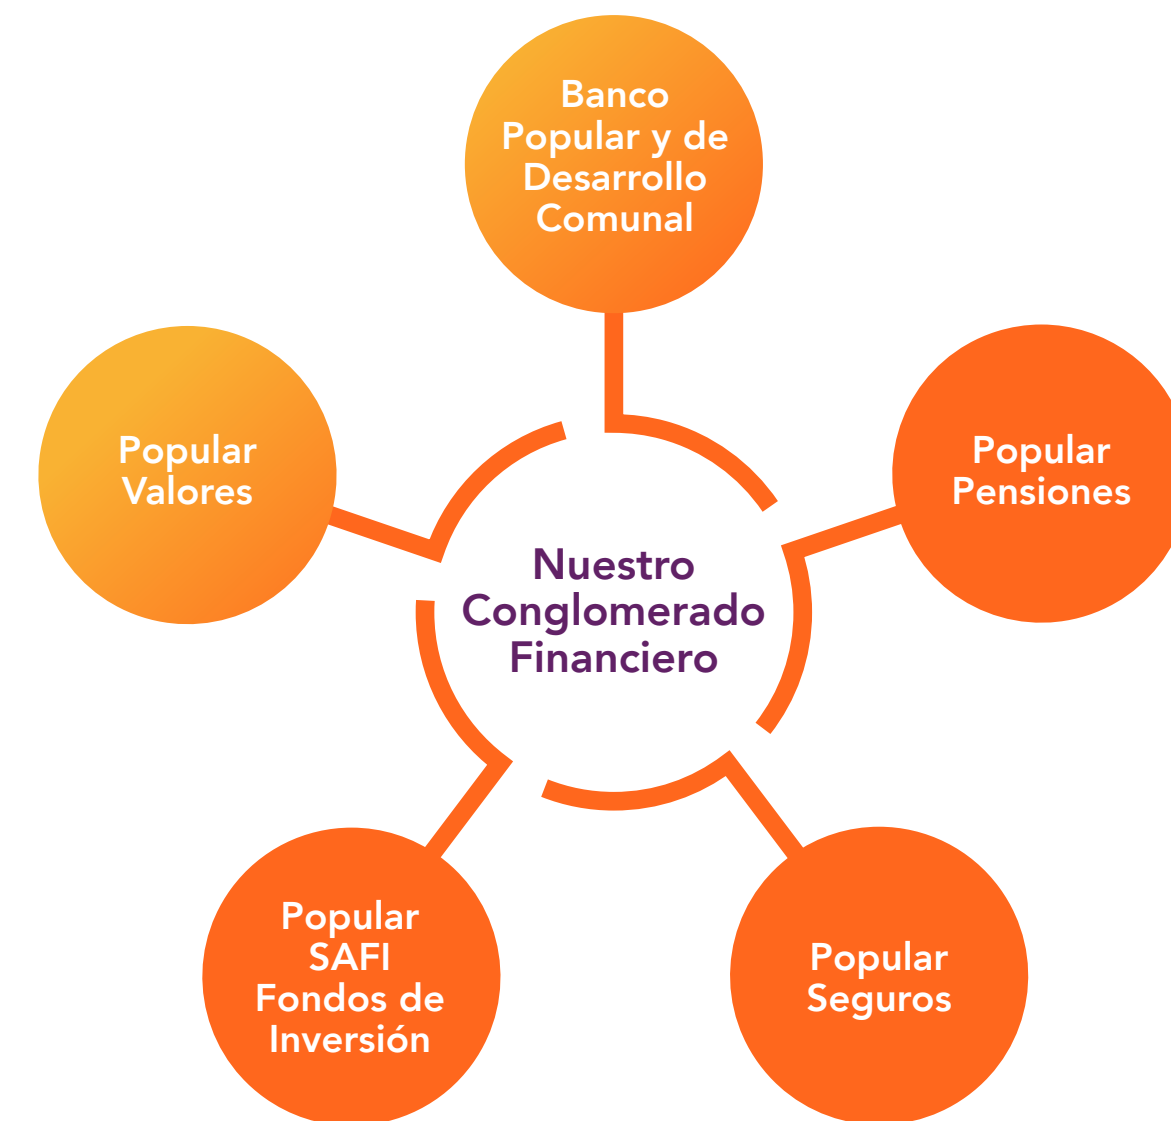 Banco
Popular y de
Desarrollo
Comunal
Popular
Valores
Popular
Pensiones
Nuestro
Conglomerado
Financiero
Popular
SAFI
Fondos de
Inversión
Popular
Seguros